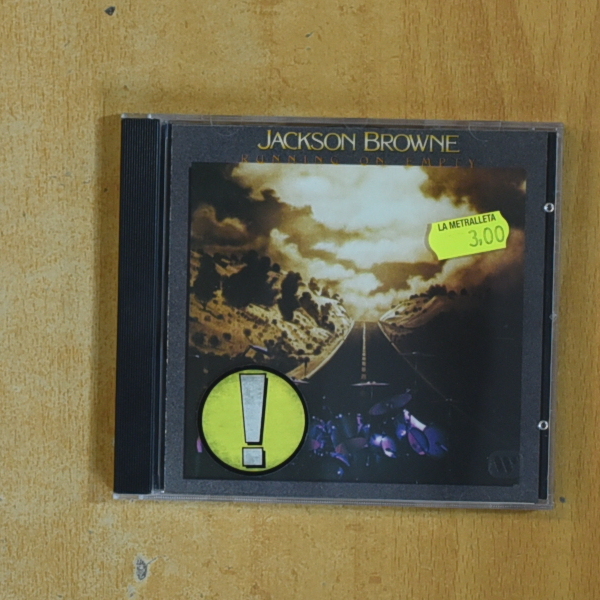 JACKSON BROWNE
RUNNING ON EMPTY
LA METRALLETA
3,00
!